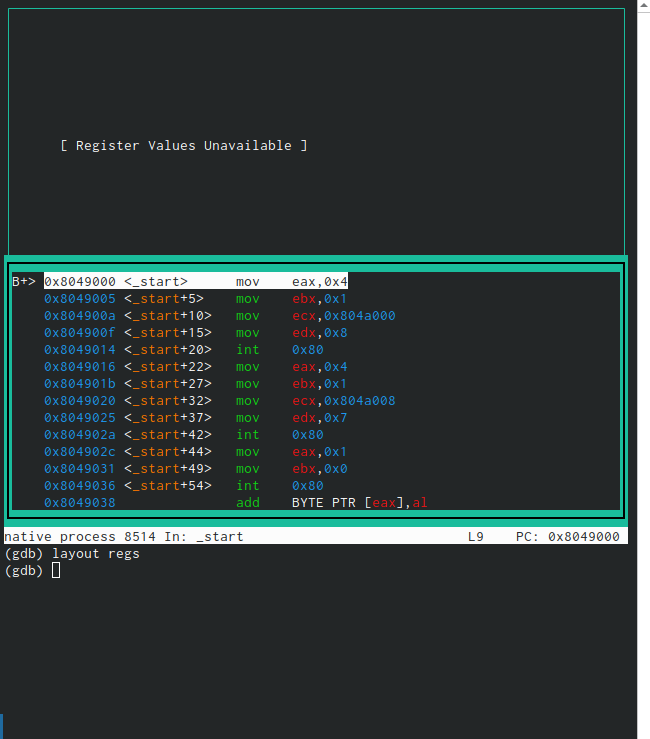 [ Register Values Unavailable ]
B+> 0x8049000 <_start> mov eax,0x4
0x8049005 <_start+5> mov ebx,0x1
0x804900a <_start+10> mov ecx,0x804a000
0x804900f <_start+15> mov edx,0x8
0x8049014 <_start+20> int 0x80
0x8049016 <_start+22> mov eax,0x4
0x804901b <_start+27> mov ebx,0x1
0x8049020 <_start+32> mov ecx,0x804a008
0x8049025 <_start+37> mov edx,0x7
0x804902a <_start+42> int 0x80
0x804902c <_start+44> mov eax,0x1
0x8049031 <_start+49> mov ebx,0x0
0x8049036 <_start+54> int 0x80
0x8049038 add BYTE PTR [eax],al
native process 8514 In: _start L9 PC: 0x8049000
(gdb) layout regs
(gdb)